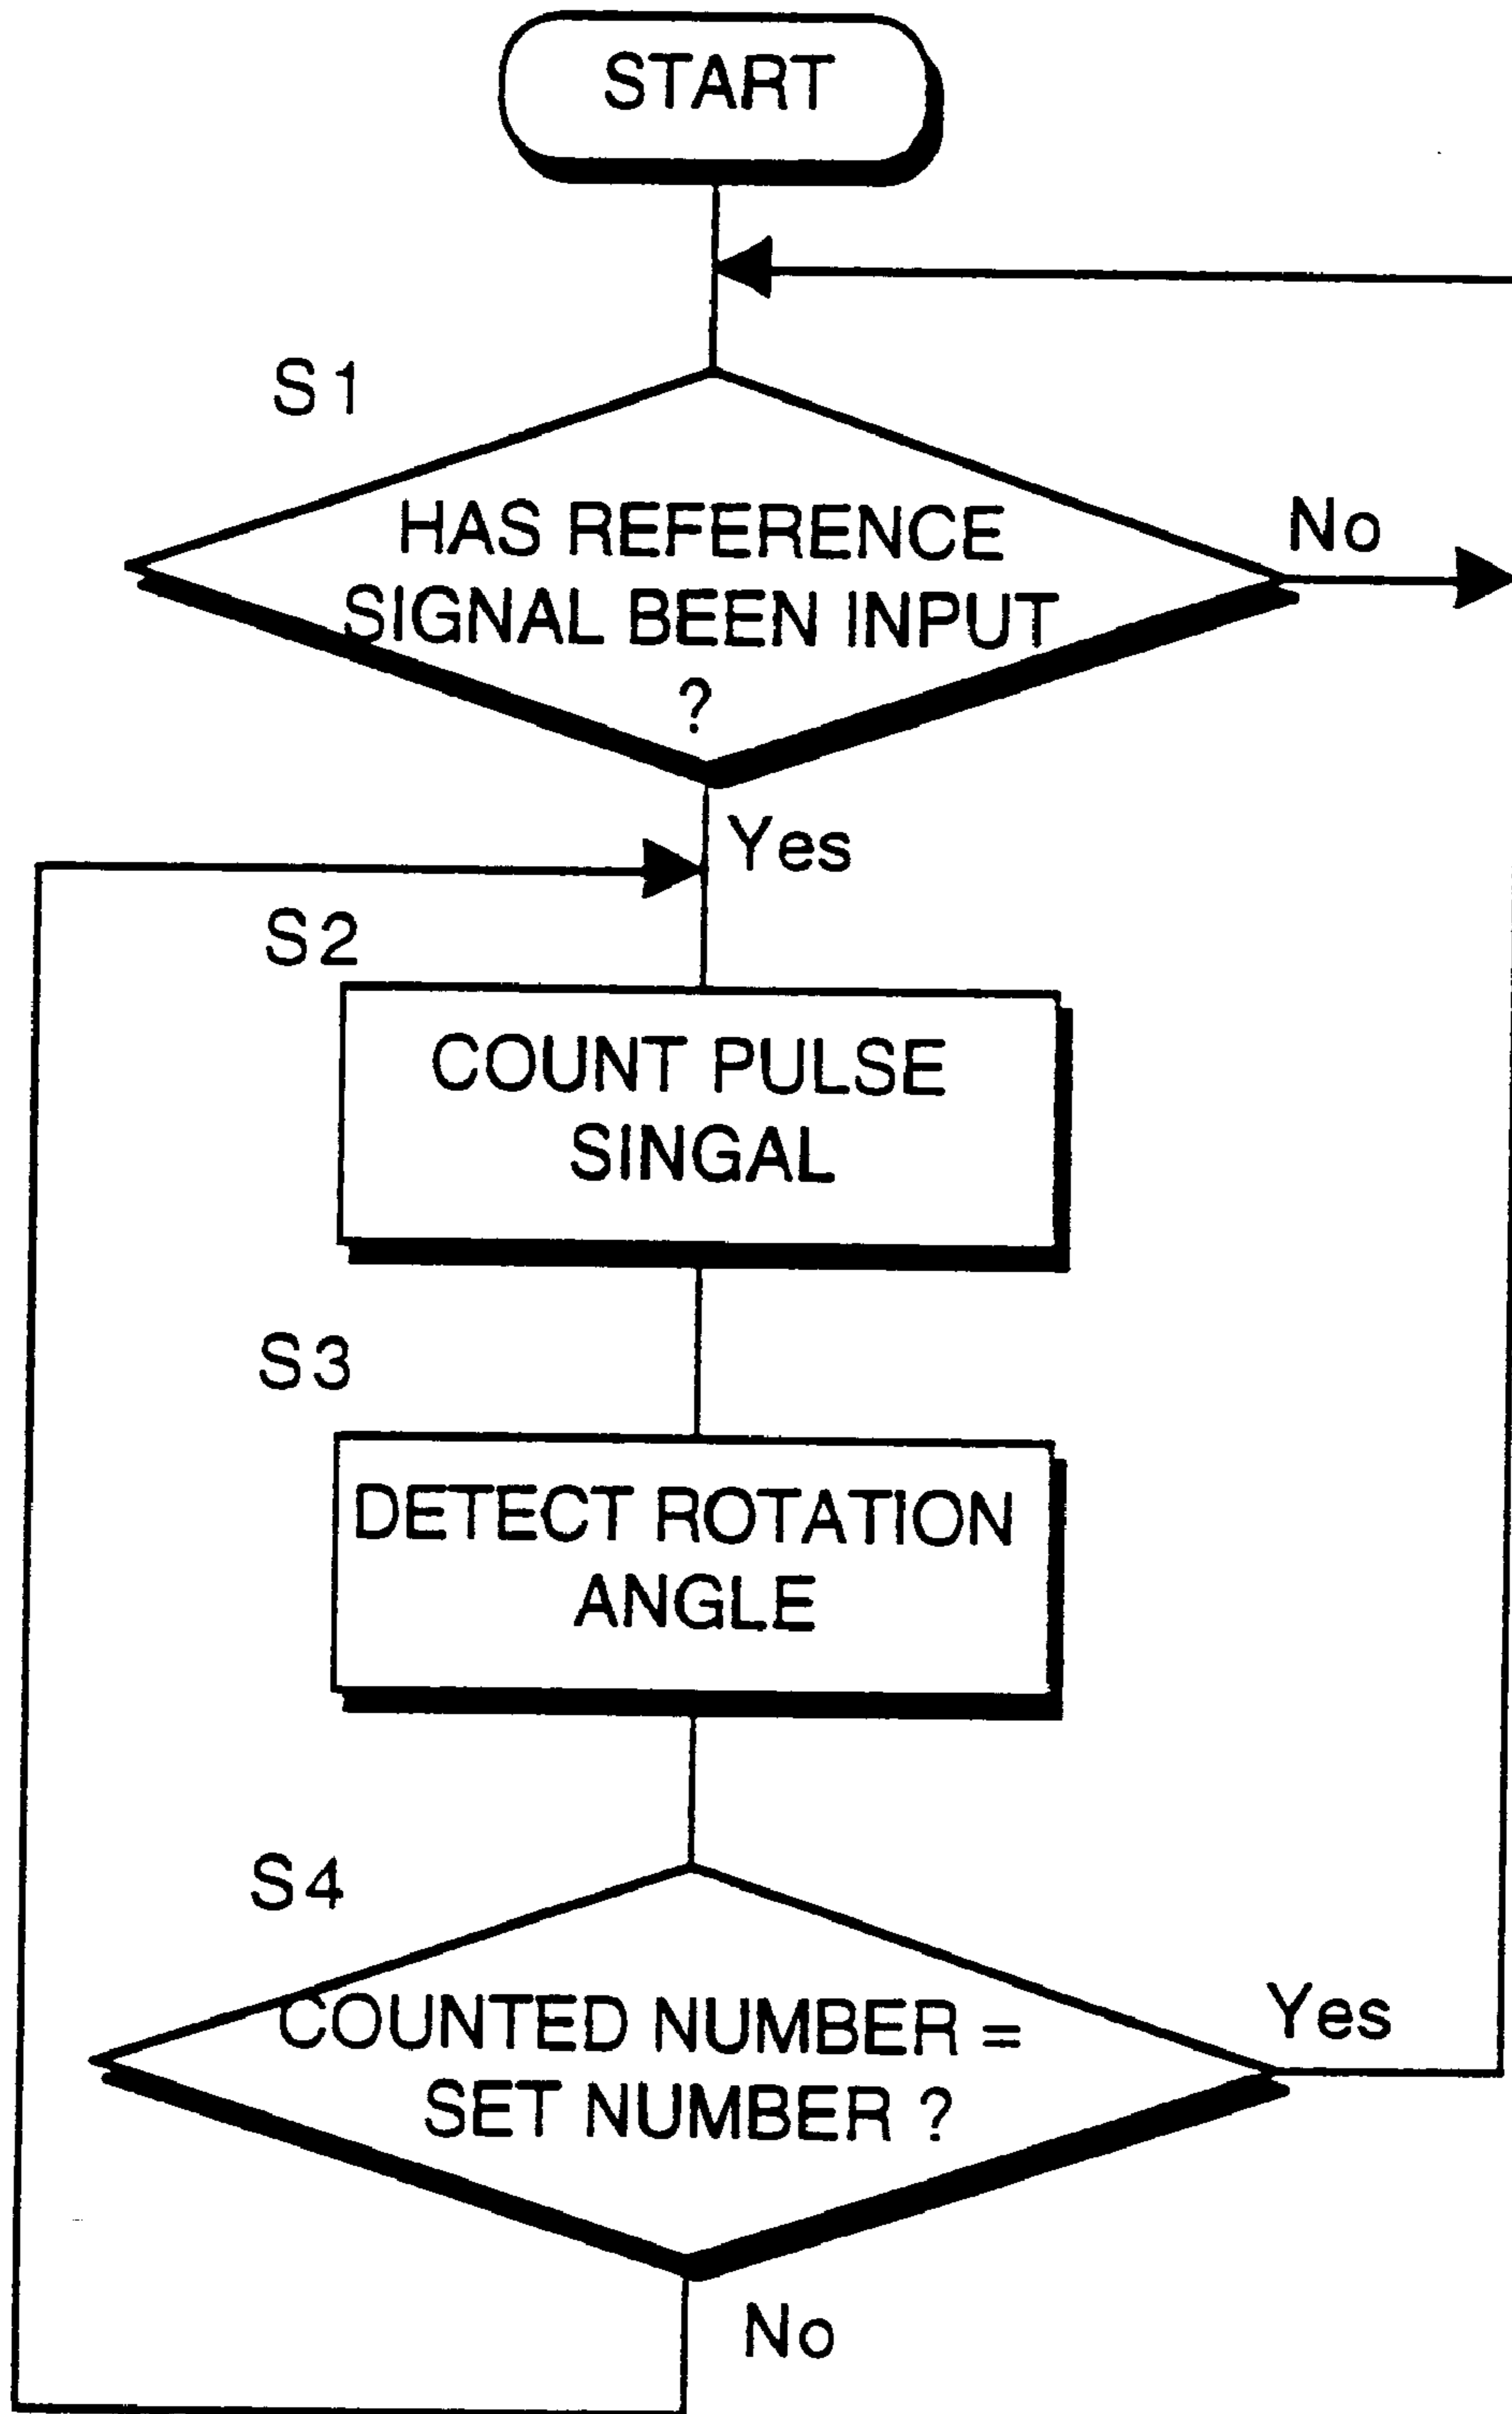 START
S1
HAS REFERENCE
SIGNAL BEEN INPUT
?
No
Yes
S2
COUNT PULSE
SINGAL
S3
DETECT ROTATION
ANGLE
S4
COUNTED NUMBER =
SET NUMBER ?
Yes
No